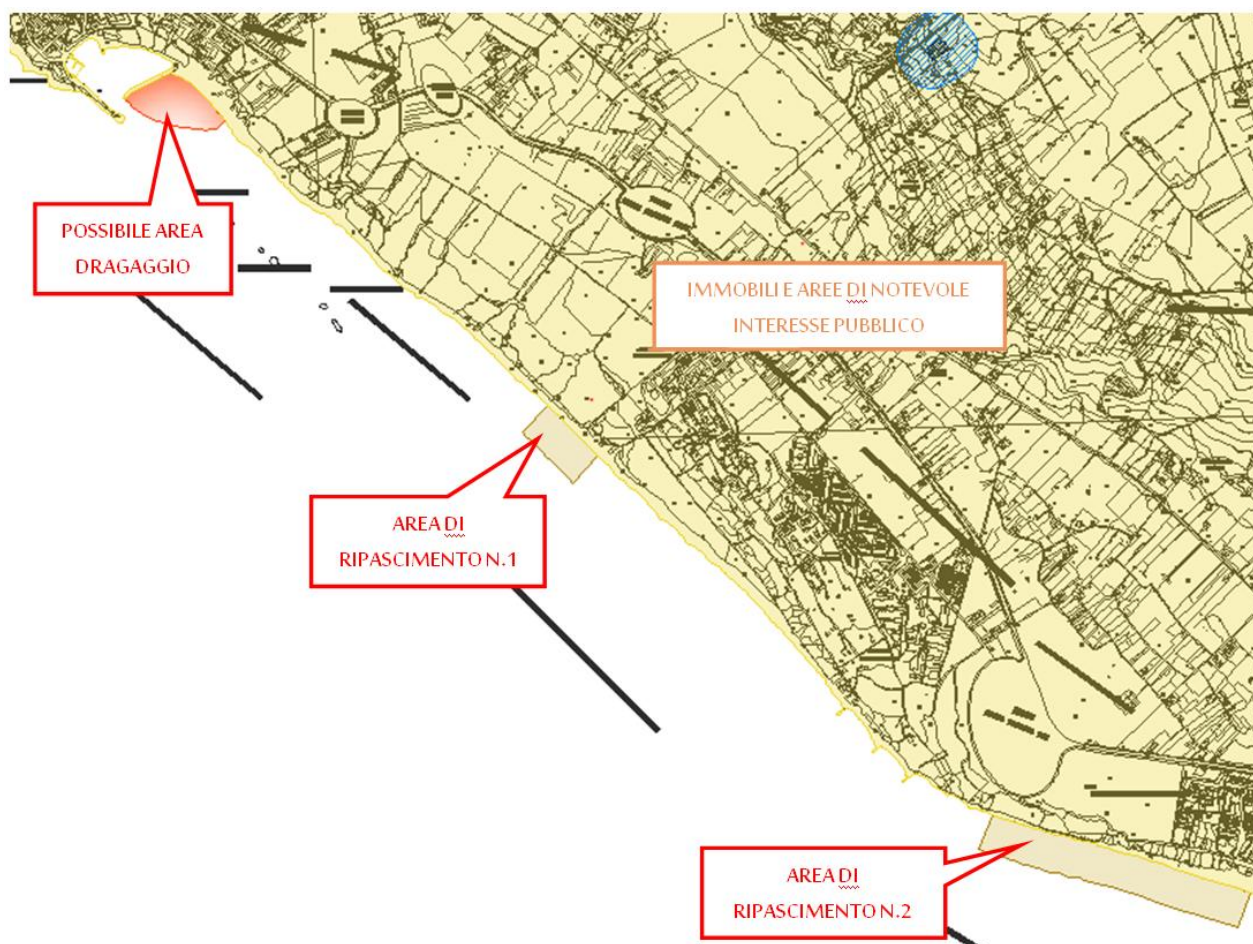 POSSIBILE AREA
DRAGAGGIO
IMMOBILI E AREE DI NOTEVOLE
INTERESSE PUBBLICO
AREA DI
RIPASCIMENTO N.1
AREA DI
RIPASCIMENTO N.2